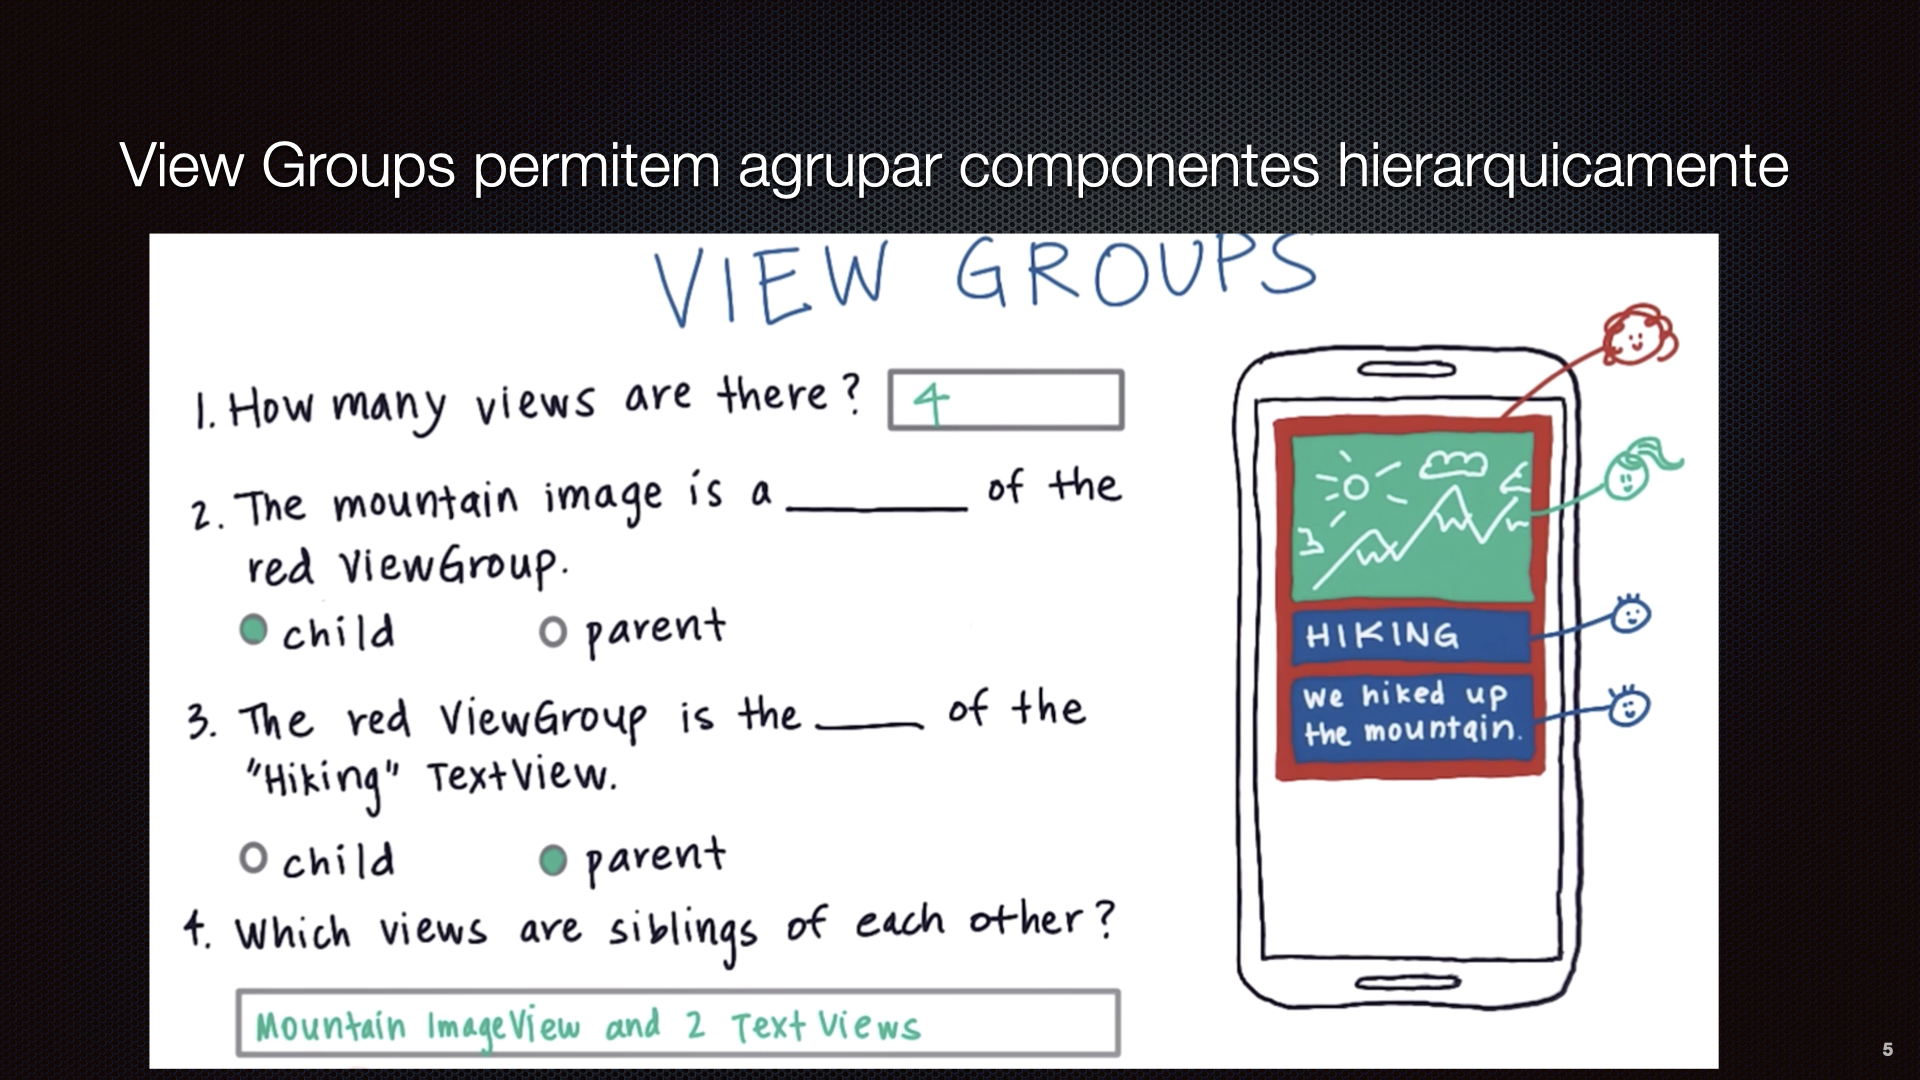 View Groups permitem agrupar componentes hierarquicamente
VIEW GROUPS
1. How many views are there? 4
2. The mountain image is a ________ of the
red ViewGroup.
child parent
3. The red ViewGroup is the _____ of the
"Hiking" TextView.
child parent
4. Which views are siblings of each other?
Mountain ImageView and 2 TextViews
HIKING
we hiked up
the mountain.
5